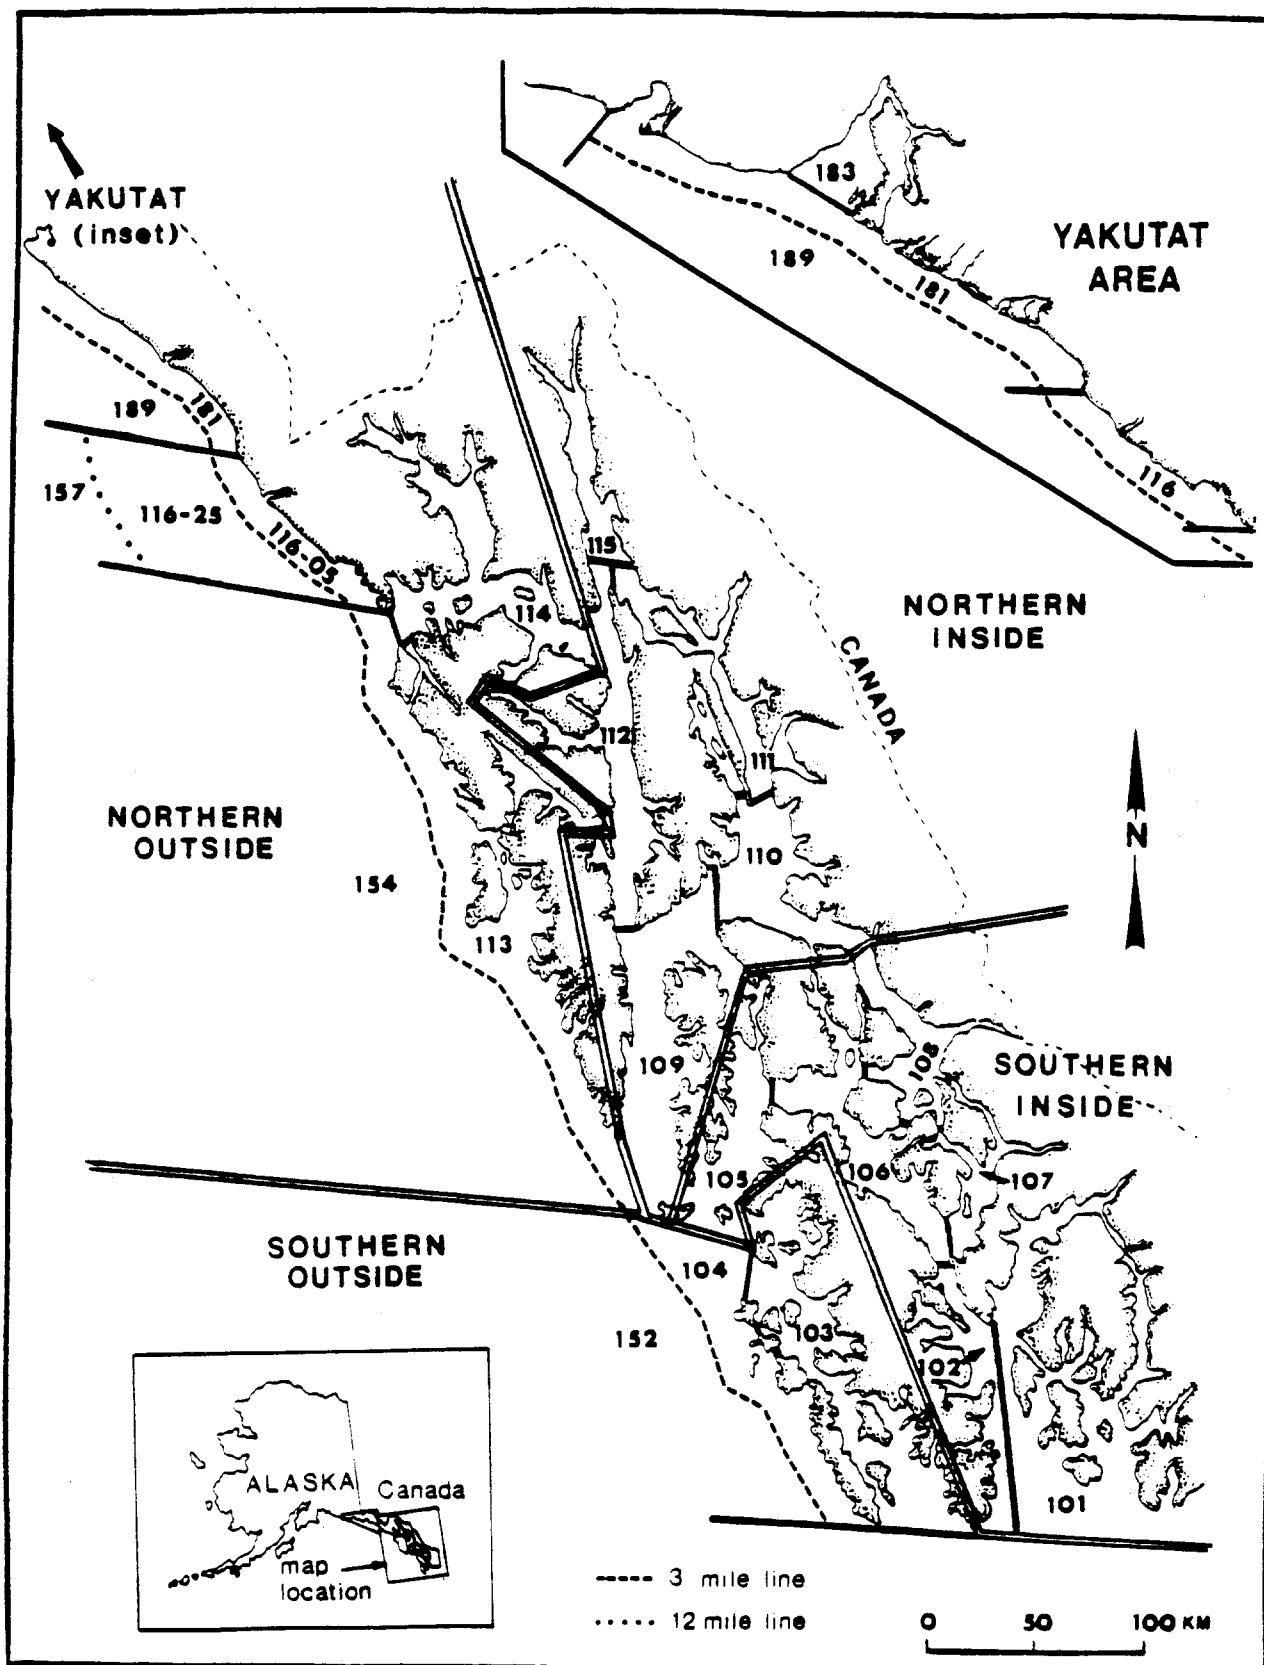 YAKUTAT
(inset)
183
YAKUTAT
AREA
189
181
116
189
181
157
116-25
116-05
115
114
NORTHERN
INSIDE
CANADA
112
111
N
NORTHERN
OUTSIDE
110
154
113
109
108
SOUTHERN
INSIDE
105
106
107
SOUTHERN
OUTSIDE
104
152
103
102
101
ALASKA
Canada
map
location
3 mile line
12 mile line
0 50 100 KM